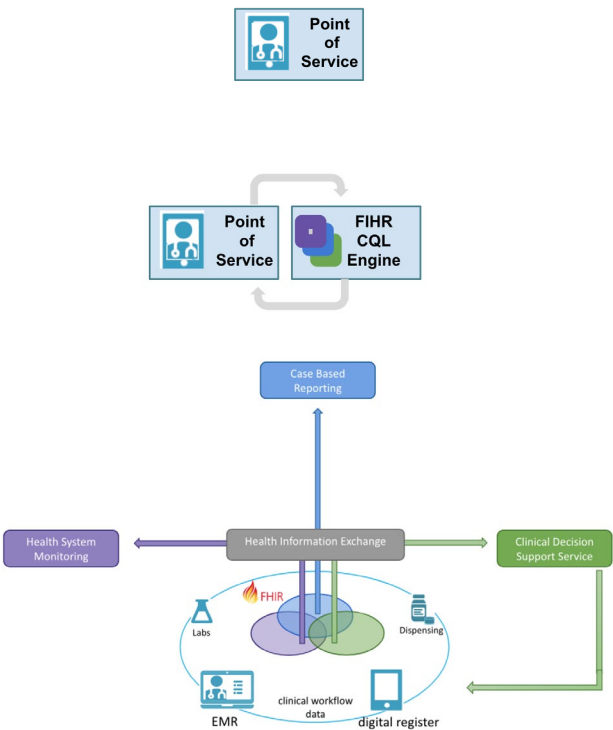 Point
of
Service
Point
of
Service
FIHR
CQL
Engine
Case Based
Reporting
Health System
Monitoring
Health Information Exchange
Clinical Decision
Support Service
FHIR
Labs
Dispensing
EMR
clinical workflow
data
digital register